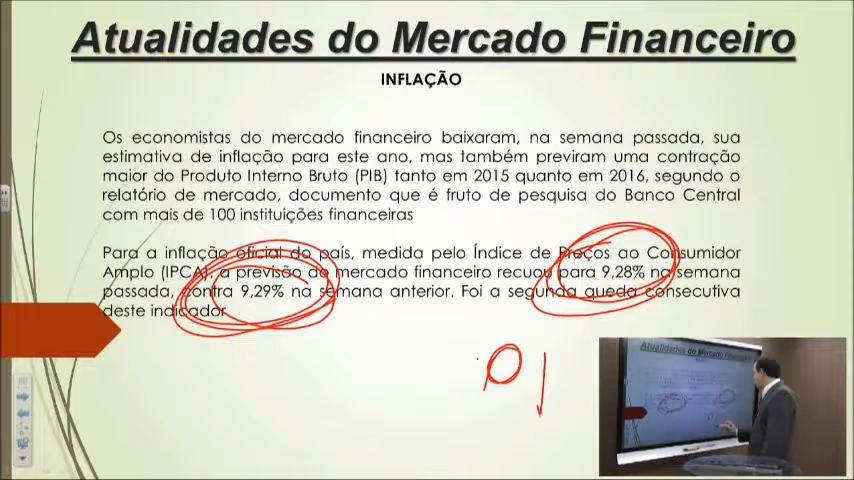 Atualidades do Mercado Financeiro
INFLAÇÃO
Os economistas do mercado financeiro baixaram, na semana passada, sua
estimativa de inflação para este ano, mas também previram uma contração
maior do Produto Interno Bruto (PIB) tanto em 2015 quanto em 2016, segundo o
relatório de mercado, documento que é fruto de pesquisa do Banco Central
com mais de 100 instituições financeiras
Para a inflação oficial do país, medida pelo Índice de Preços ao Consumidor
Amplo (IPCA), a previsão do mercado financeiro recuou para 9,28% na semana
passada, contra 9,29% na semana anterior. Foi a segunda queda consecutiva
deste indicador
Atualidades do Mercado Financeiro